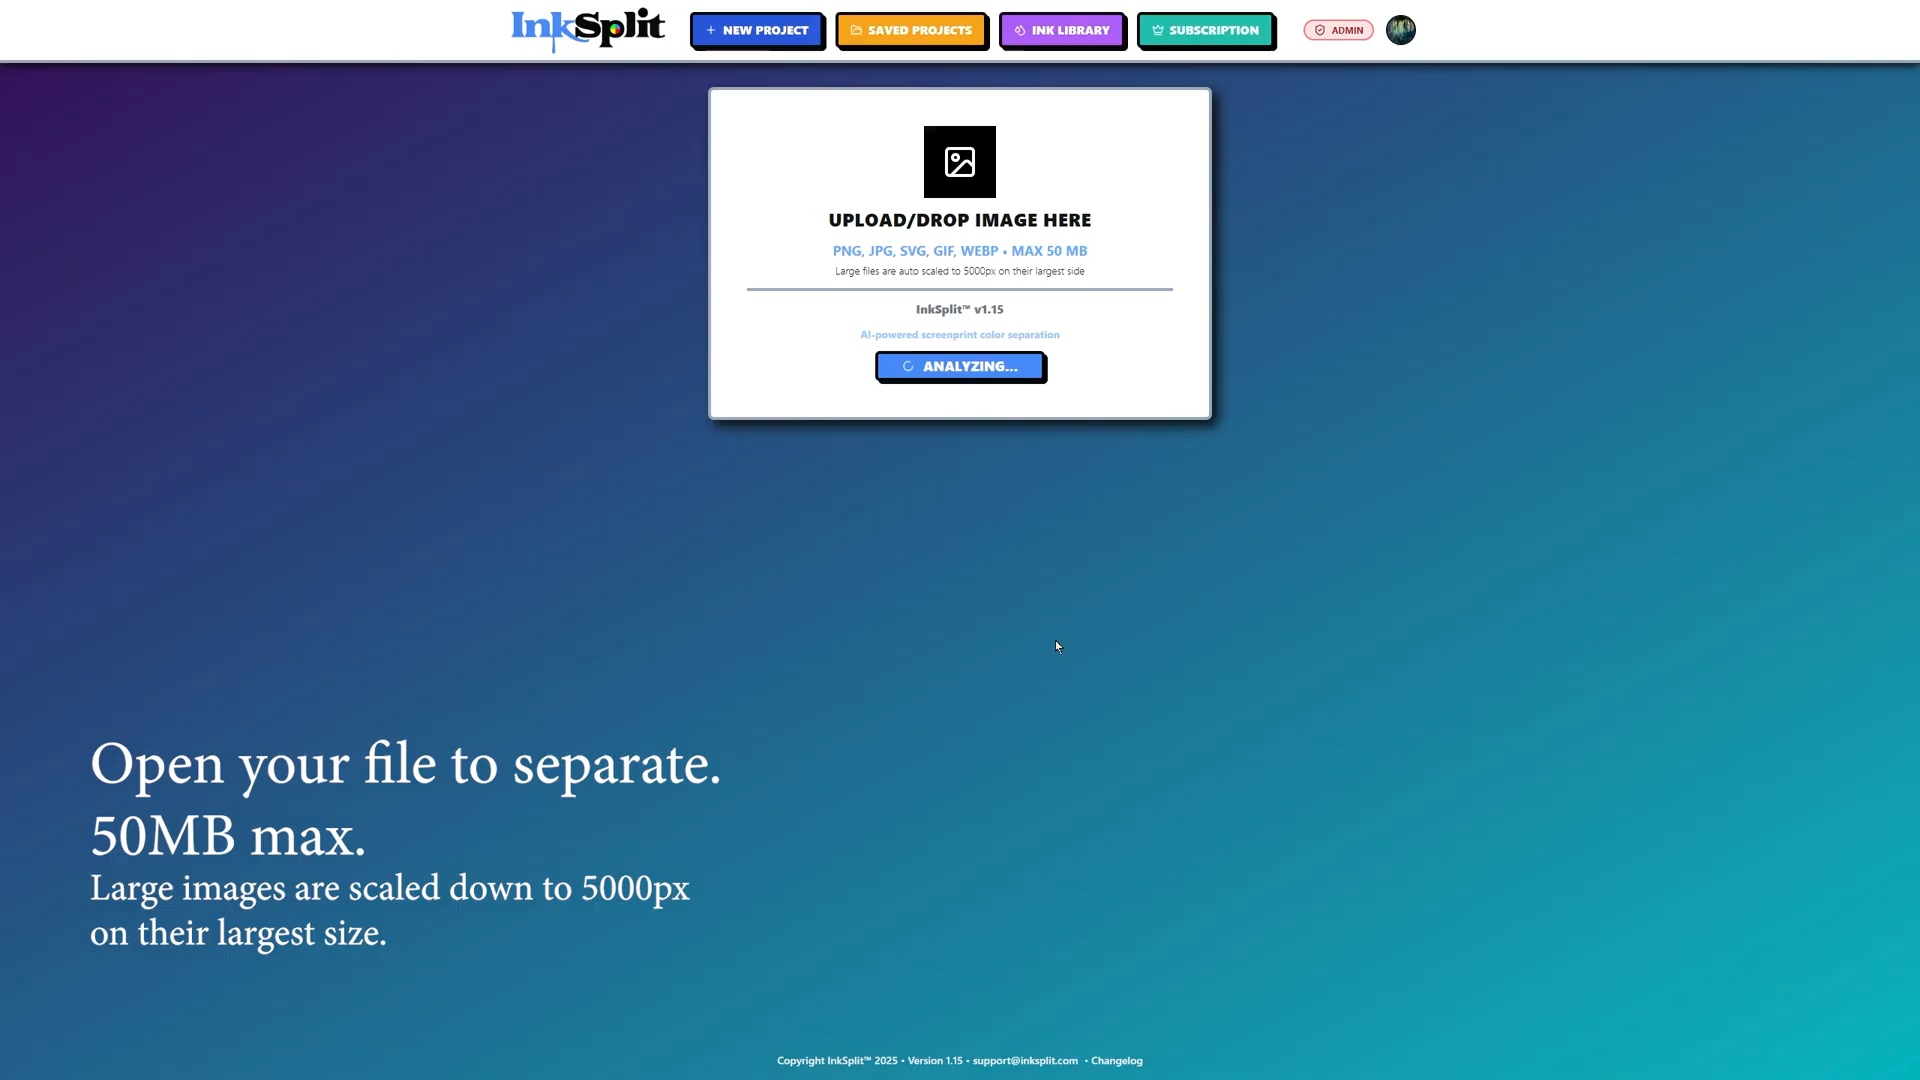 InkSplit
NEW PROJECT
SAVED PROJECTS
INK LIBRARY
SUBSCRIPTION
ADMIN
UPLOAD/DROP IMAGE HERE
PNG, JPG, SVG, GIF, WEBP • MAX 50 MB
Large files are auto scaled to 5000px on their largest side
InkSplit™ v1.15
AI-powered screenprint color separation
ANALYZING...
Open your file to separate.
50MB max.
Large images are scaled down to 5000px
on their largest size.
Copyright InkSplit™ 2025 • Version 1.15 • support@inksplit.com • Changelog